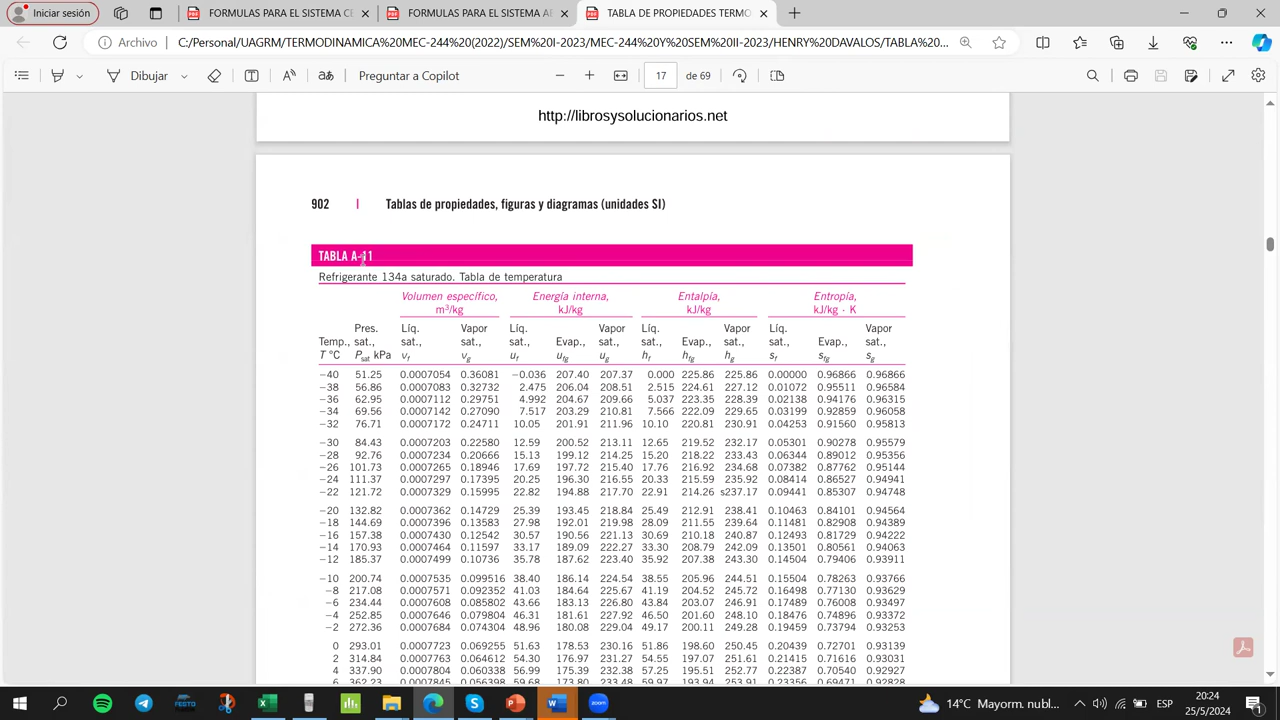 Iniciar sesión
FORMULAS PARA EL SISTEMA CE
FORMULAS PARA EL SISTEMA AB
TABLA DE PROPIEDADES TERMO
Archivo
C:/Personal/UAGRM/TERMODINAMICA%20MEC-244%20(2022)/SEM%20I-2023/MEC-244%20Y%20SEM%20II-2023/HENRY%20DAVALOS/TABLA%20...
Dibujar
Preguntar a Copilot
17 de 69
http://librosysolucionarios.net
902 | Tablas de propiedades, figuras y diagramas (unidades SI)
TABLA A-11
Refrigerante 134a saturado. Tabla de temperatura
Volumen específico, Energía interna, Entalpía, Entropía,
m³/kg kJ/kg kJ/kg kJ/kg · K
Pres. Líq. Vapor Líq. Vapor Líq. Vapor Líq. Vapor
Temp., sat., sat., sat., sat., Evap., sat., sat., Evap., sat., sat., Evap., sat.,
T °C Psat kPa vf vg uf ufg ug hf hfg hg sf sfg sg
−40 51.25 0.0007054 0.36081 −0.036 207.40 207.37 0.000 225.86 225.86 0.00000 0.96866 0.96866
−38 56.86 0.0007083 0.32732 2.475 206.04 208.51 2.515 224.61 227.12 0.01072 0.95511 0.96584
−36 62.95 0.0007112 0.29751 4.992 204.67 209.66 5.037 223.35 228.39 0.02138 0.94176 0.96315
−34 69.56 0.0007142 0.27090 7.517 203.29 210.81 7.566 222.09 229.65 0.03199 0.92859 0.96058
−32 76.71 0.0007172 0.24711 10.05 201.91 211.96 10.10 220.81 230.91 0.04253 0.91560 0.95813
−30 84.43 0.0007203 0.22580 12.59 200.52 213.11 12.65 219.52 232.17 0.05301 0.90278 0.95579
−28 92.76 0.0007234 0.20666 15.13 199.12 214.25 15.20 218.22 233.43 0.06344 0.89012 0.95356
−26 101.73 0.0007265 0.18946 17.69 197.72 215.40 17.76 216.92 234.68 0.07382 0.87762 0.95144
−24 111.37 0.0007297 0.17395 20.25 196.30 216.55 20.33 215.59 235.92 0.08414 0.86527 0.94941
−22 121.72 0.0007329 0.15995 22.82 194.88 217.70 22.91 214.26 s237.17 0.09441 0.85307 0.94748
−20 132.82 0.0007362 0.14729 25.39 193.45 218.84 25.49 212.91 238.41 0.10463 0.84101 0.94564
−18 144.69 0.0007396 0.13583 27.98 192.01 219.98 28.09 211.55 239.64 0.11481 0.82908 0.94389
−16 157.38 0.0007430 0.12542 30.57 190.56 221.13 30.69 210.18 240.87 0.12493 0.81729 0.94222
−14 170.93 0.0007464 0.11597 33.17 189.09 222.27 33.30 208.79 242.09 0.13501 0.80561 0.94063
−12 185.37 0.0007499 0.10736 35.78 187.62 223.40 35.92 207.38 243.30 0.14504 0.79406 0.93911
−10 200.74 0.0007535 0.099516 38.40 186.14 224.54 38.55 205.96 244.51 0.15504 0.78263 0.93766
−8 217.08 0.0007571 0.092352 41.03 184.64 225.67 41.19 204.52 245.72 0.16498 0.77130 0.93629
−6 234.44 0.0007608 0.085802 43.66 183.13 226.80 43.84 203.07 246.91 0.17489 0.76008 0.93497
−4 252.85 0.0007646 0.079804 46.31 181.61 227.92 46.50 201.60 248.10 0.18476 0.74896 0.93372
−2 272.36 0.0007684 0.074304 48.96 180.08 229.04 49.17 200.11 249.28 0.19459 0.73794 0.93253
0 293.01 0.0007723 0.069255 51.63 178.53 230.16 51.86 198.60 250.45 0.20439 0.72701 0.93139
2 314.84 0.0007763 0.064612 54.30 176.97 231.27 54.55 197.07 251.61 0.21415 0.71616 0.93031
4 337.90 0.0007804 0.060338 56.99 175.39 232.38 57.25 195.51 252.77 0.22387 0.70540 0.92927
6 362.23 0.0007845 0.056398 59.68 173.80 233.48 59.97 193.94 253.91 0.23356 0.69471 0.92828
14°C Mayorm. nubl...
ESP
20:24
25/5/2024